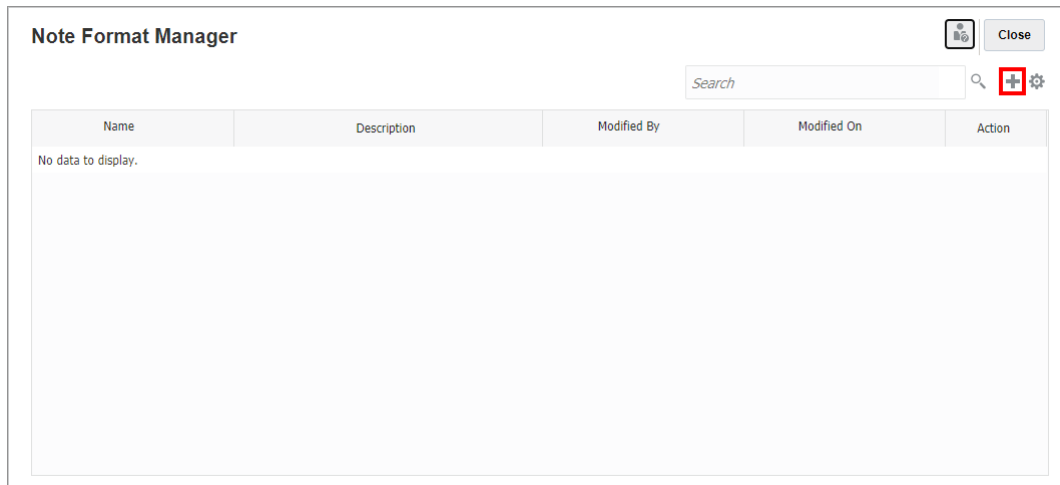 Note Format Manager
Close
Search
Name Description Modified By Modified On Action
No data to display.